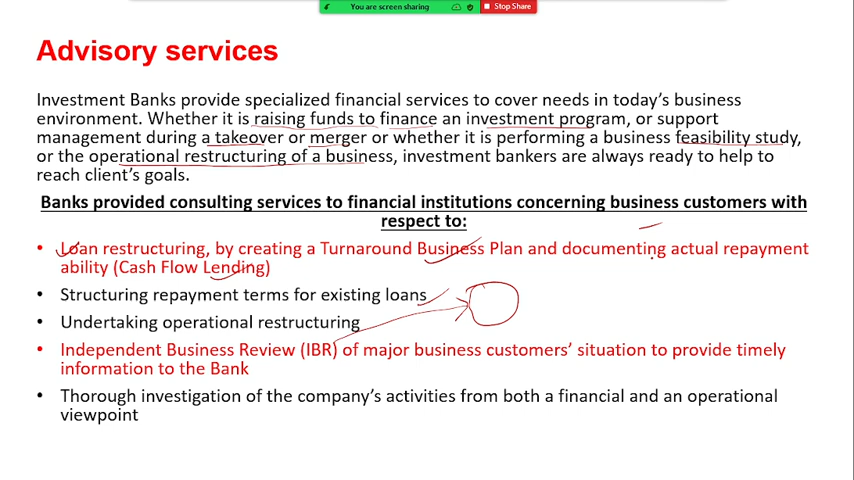 You are screen sharing
Stop Share
Advisory services
Investment Banks provide specialized financial services to cover needs in today's business
environment. Whether it is raising funds to finance an investment program, or support
management during a takeover or merger or whether it is performing a business feasibility study,
or the operational restructuring of a business, investment bankers are always ready to help to
reach client's goals.
Banks provided consulting services to financial institutions concerning business customers with
respect to:
• Loan restructuring, by creating a Turnaround Business Plan and documenting actual repayment
ability (Cash Flow Lending)
• Structuring repayment terms for existing loans
• Undertaking operational restructuring
• Independent Business Review (IBR) of major business customers' situation to provide timely
information to the Bank
• Thorough investigation of the company's activities from both a financial and an operational
viewpoint